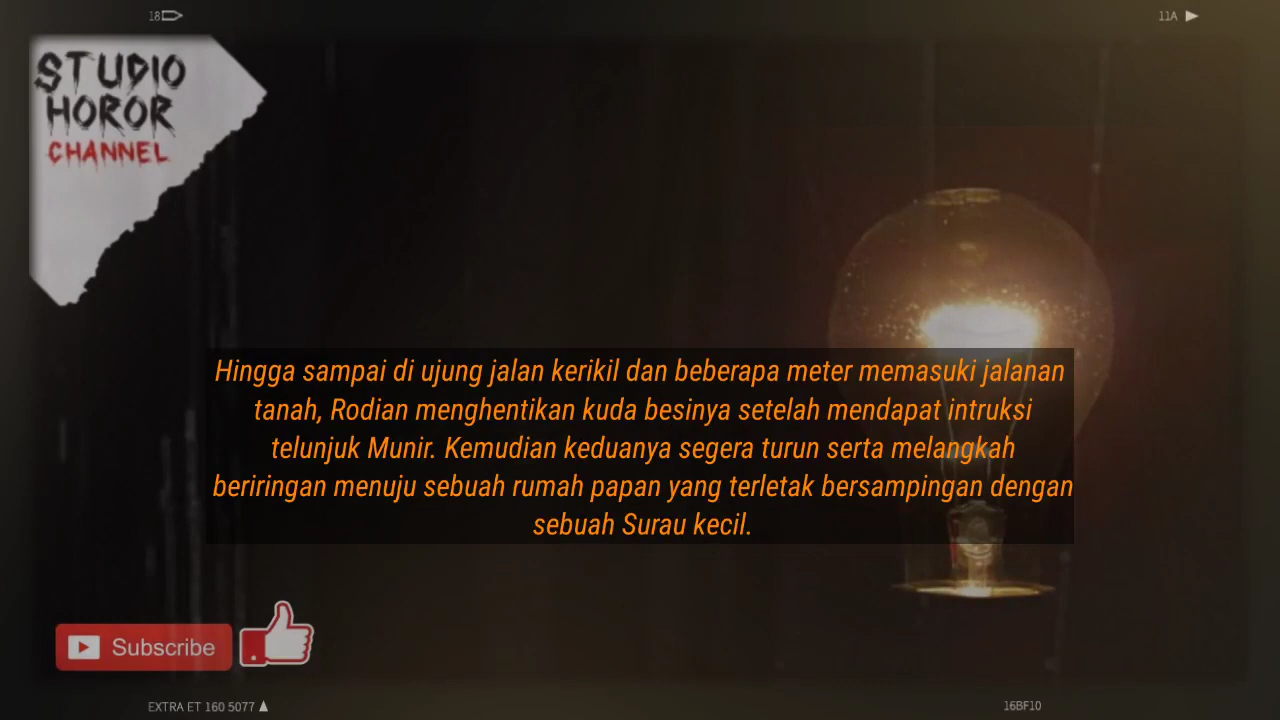 18
11A
STUDIO
HOROR
CHANNEL
Hingga sampai di ujung jalan kerikil dan beberapa meter memasuki jalanan
tanah, Rodian menghentikan kuda besinya setelah mendapat intruksi
telunjuk Munir. Kemudian keduanya segera turun serta melangkah
beriringan menuju sebuah rumah papan yang terletak bersampingan dengan
sebuah Surau kecil.
Subscribe
EXTRA ET 160 5077
16BF10